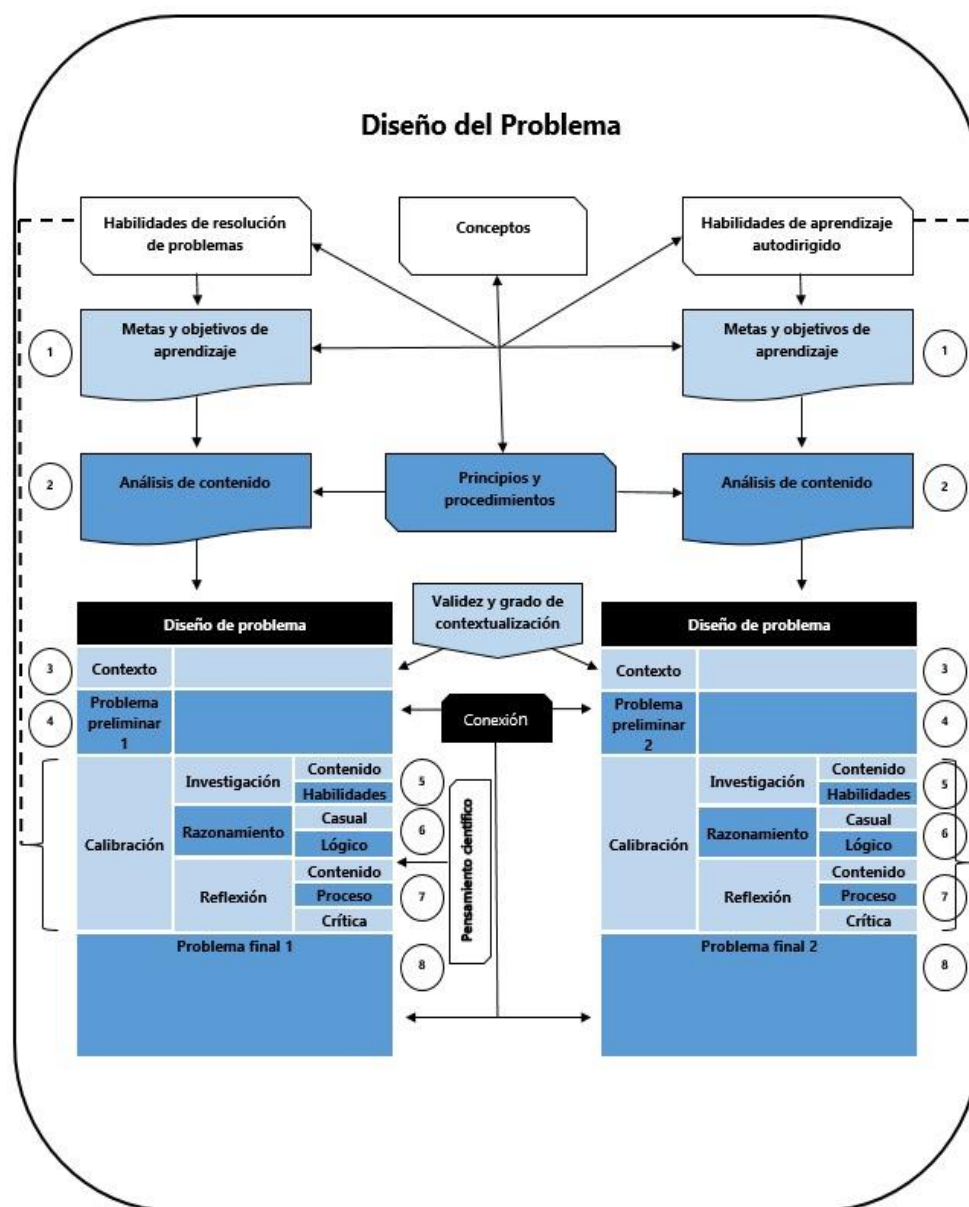 Diseño del Problema
Habilidades de resolución
de problemas
Conceptos
Habilidades de aprendizaje
autodirigido
1
Metas y objetivos de
aprendizaje
Metas y objetivos de
aprendizaje
1
2
Análisis de contenido
Principios y
procedimientos
Análisis de contenido
2
Validez y grado de
contextualización
Diseño de problema
3
Contexto
4
Problema
preliminar
1
Calibración
Investigación
Contenido
Habilidades
5
Razonamiento
Casual
Lógico
6
Reflexión
Contenido
Proceso
Crítica
7
Problema final 1
8
Conexión
Pensamiento científico
Diseño de problema
Contexto
3
Problema
preliminar
2
4
Calibración
Investigación
Contenido
Habilidades
5
Razonamiento
Casual
Lógico
6
Reflexión
Contenido
Proceso
Crítica
7
Problema final 2
8